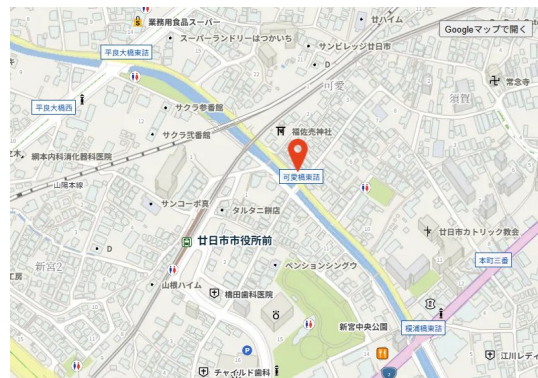 業務用食品スーパー
廿ハイム
Googleマップで開く
スーパーランドリーはつかいち
平良大橋東詰
サンビレッジ廿日市
D
可愛
常念寺
須賀
平良大橋西
サクラ参番館
サクラ弐番館
福佐売神社
網本内科消化器科医院
可愛橋東詰
山陽本線
サンコーポ真
タルタニ餅店
廿日市カトリック教会
廿日市市役所前
D
本町三番
新宮2
ペンションシングウ
工房
山根ハイム
橋田歯科医院
新宮中央公園
榎浦橋東詰
江川レディ
チャイルド歯科